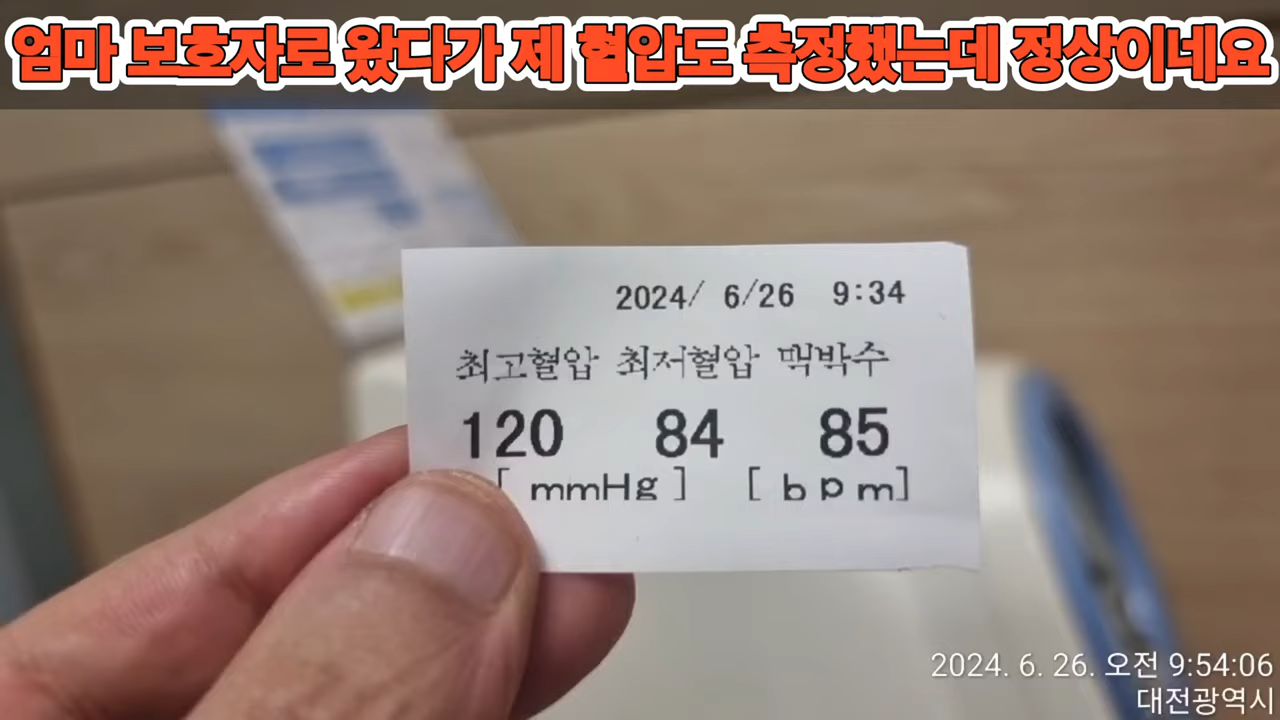 엄마 보호자로 왔다가 제 혈압도 측정했는데 정상이네요
2024/ 6/26 9:34
최고혈압 최저혈압 맥박수
120 84 85
[ mmHg ] [ bpm]
2024. 6. 26. 오전 9:54:06
대전광역시